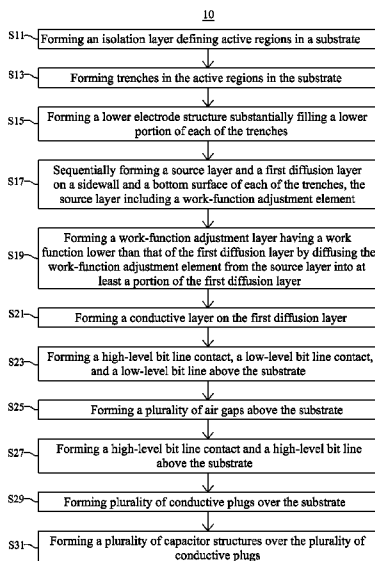 10
S11
Forming an isolation layer defining active regions in a substrate
S13
Forming trenches in the active regions in the substrate
S15
Forming a lower electrode structure substantially filling a lower
portion of each of the trenches
S17
Sequentially forming a source layer and a first diffusion layer
on a sidewall and a bottom surface of each of the trenches, the
source layer including a work-function adjustment element
S19
Forming a work-function adjustment layer having a work
function lower than that of the first diffusion layer by diffusing the
work-function adjustment element from the source layer into at
least a portion of the first diffusion layer
S21
Forming a conductive layer on the first diffusion layer
S23
Forming a high-level bit line contact, a low-level bit line contact,
and a low-level bit line above the substrate
S25
Forming a plurality of air gaps above the substrate
S27
Forming a high-level bit line contact and a high-level bit line
above the substrate
S29
Forming plurality of conductive plugs over the substrate
S31
Forming a plurality of capacitor structures over the plurality of
conductive plugs